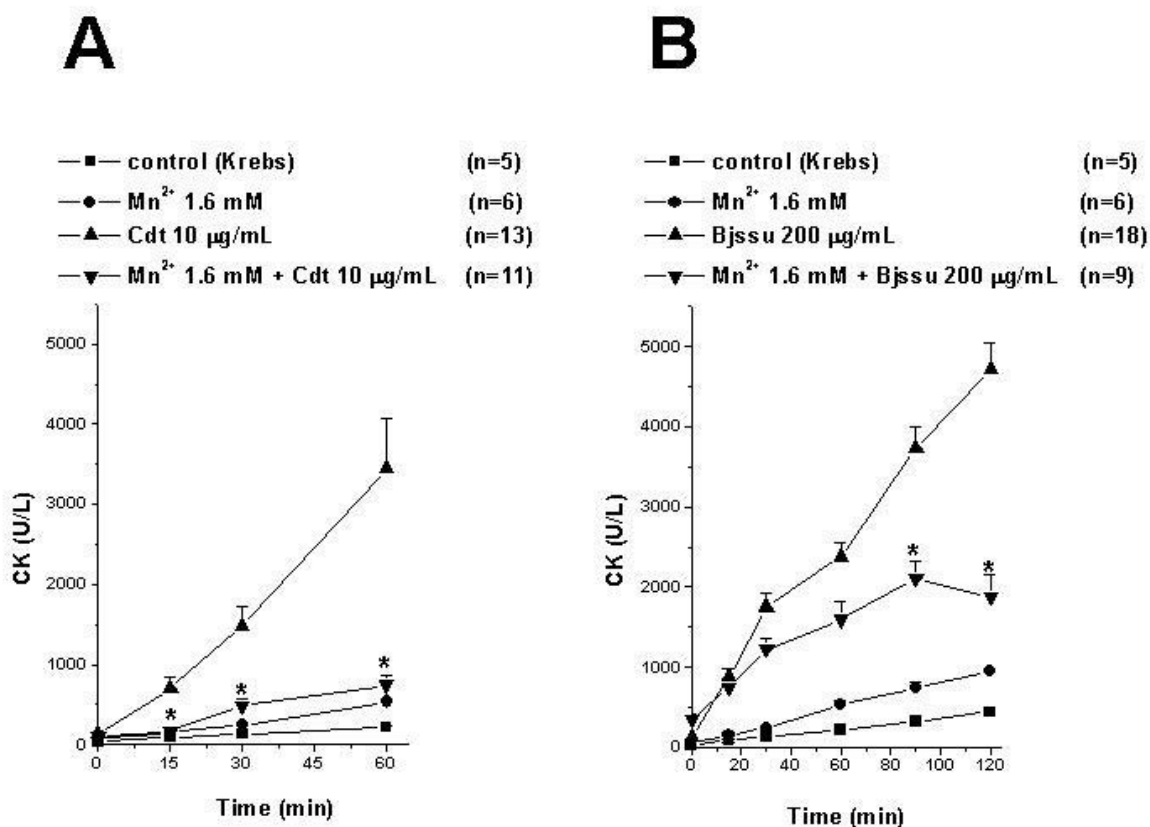 A
control (Krebs) (n=5)
Mn²⁺ 1.6 mM (n=6)
Cdt 10 μg/mL (n=13)
Mn²⁺ 1.6 mM + Cdt 10 μg/mL (n=11)
5000
4000
3000
2000
1000
0
CK (U/L)
* * *
0 15 30 45 60
Time (min)
B
control (Krebs) (n=5)
Mn²⁺ 1.6 mM (n=6)
Bjssu 200 μg/mL (n=18)
Mn²⁺ 1.6 mM + Bjssu 200 μg/mL (n=9)
5000
4000
3000
2000
1000
0
CK (U/L)
* *
0 20 40 60 80 100 120
Time (min)